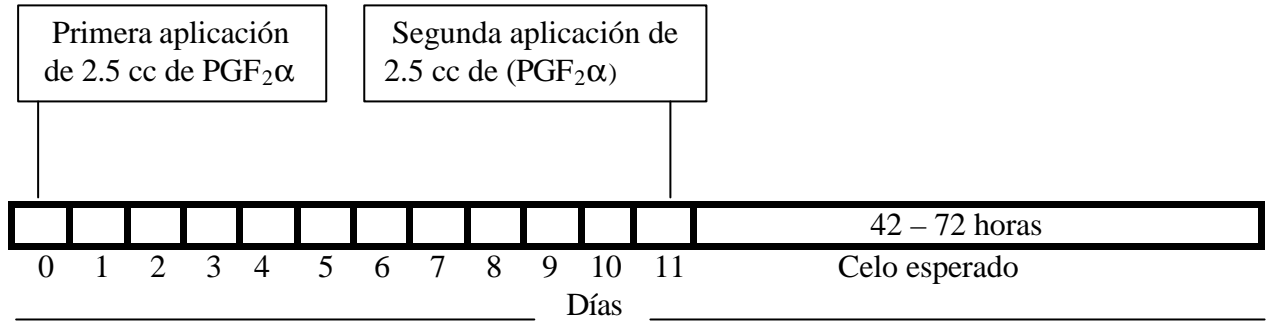 Primera aplicación
de 2.5 cc de PGF₂α
Segunda aplicación de
2.5 cc de (PGF₂α)
42 – 72 horas
0 1 2 3 4 5 6 7 8 9 10 11 Celo esperado
Días